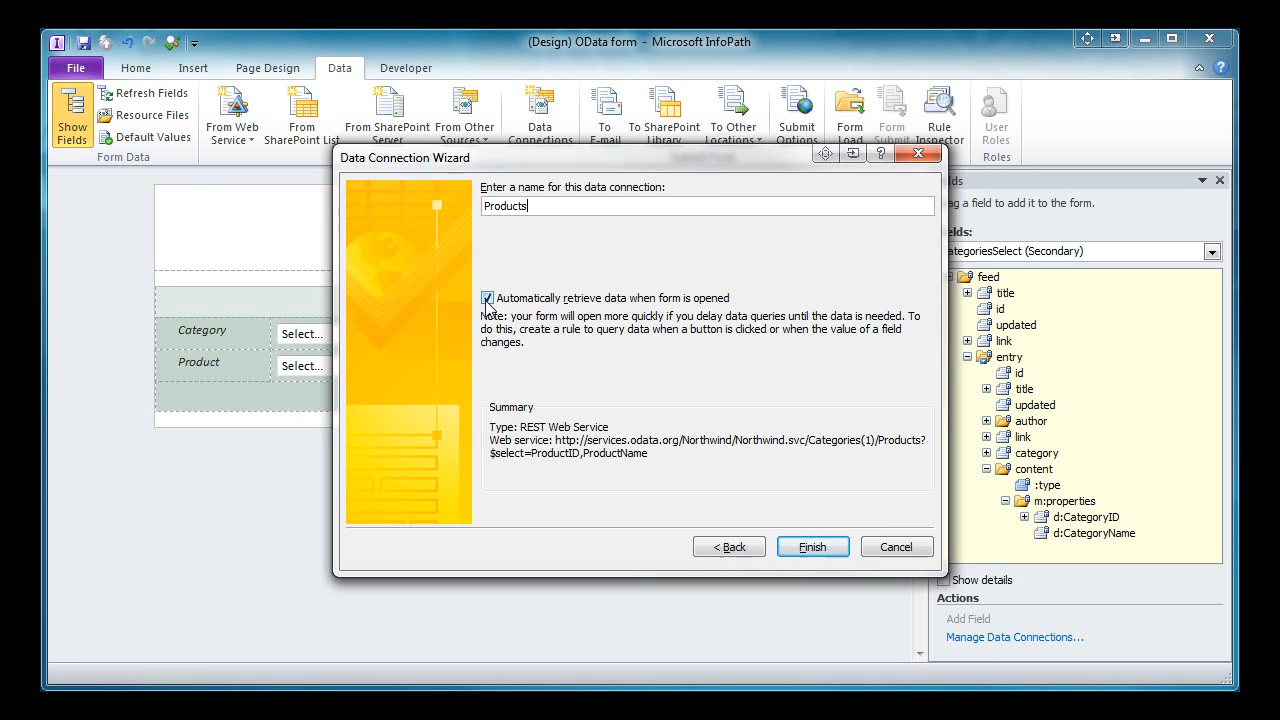 (Design) OData form - Microsoft InfoPath
File Home Insert Page Design Data Developer
Show Fields
Refresh Fields
Resource Files
Default Values
Form Data
From Web Service
From SharePoint List
From SharePoint Server
From Other Sources
Data Connections
To E-mail
To SharePoint Library
To Other Locations
Submit Options
Form Load
Form Submit
Rule Inspector
User Roles
Roles
Data Connection Wizard
Enter a name for this data connection:
Products
Automatically retrieve data when form is opened
Note: your form will open more quickly if you delay data queries until the data is needed. To
do this, create a rule to query data when a button is clicked or when the value of a field
changes.
Summary
Type: REST Web Service
Web service: http://services.odata.org/Northwind/Northwind.svc/Categories(1)/Products?
$select=ProductID,ProductName
< Back Finish Cancel
Category Select...
Product Select...
to add it to the form.
(Secondary)
feed
title
id
updated
link
entry
id
title
updated
author
link
category
content
:type
m:properties
d:CategoryID
d:CategoryName
Show details
Actions
Add Field
Manage Data Connections...